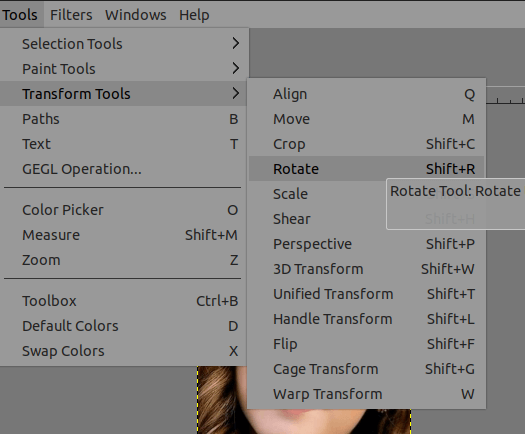 Tools Filters Windows Help
Selection Tools
Paint Tools
Transform Tools
Paths B
Text T
GEGL Operation...
Color Picker O
Measure Shift+M
Zoom Z
Toolbox Ctrl+B
Default Colors D
Swap Colors X
Align Q
Move M
Crop Shift+C
Rotate Shift+R
Rotate Tool: Rotate
Scale
Shear
Perspective Shift+P
3D Transform Shift+W
Unified Transform Shift+T
Handle Transform Shift+L
Flip Shift+F
Cage Transform Shift+G
Warp Transform W